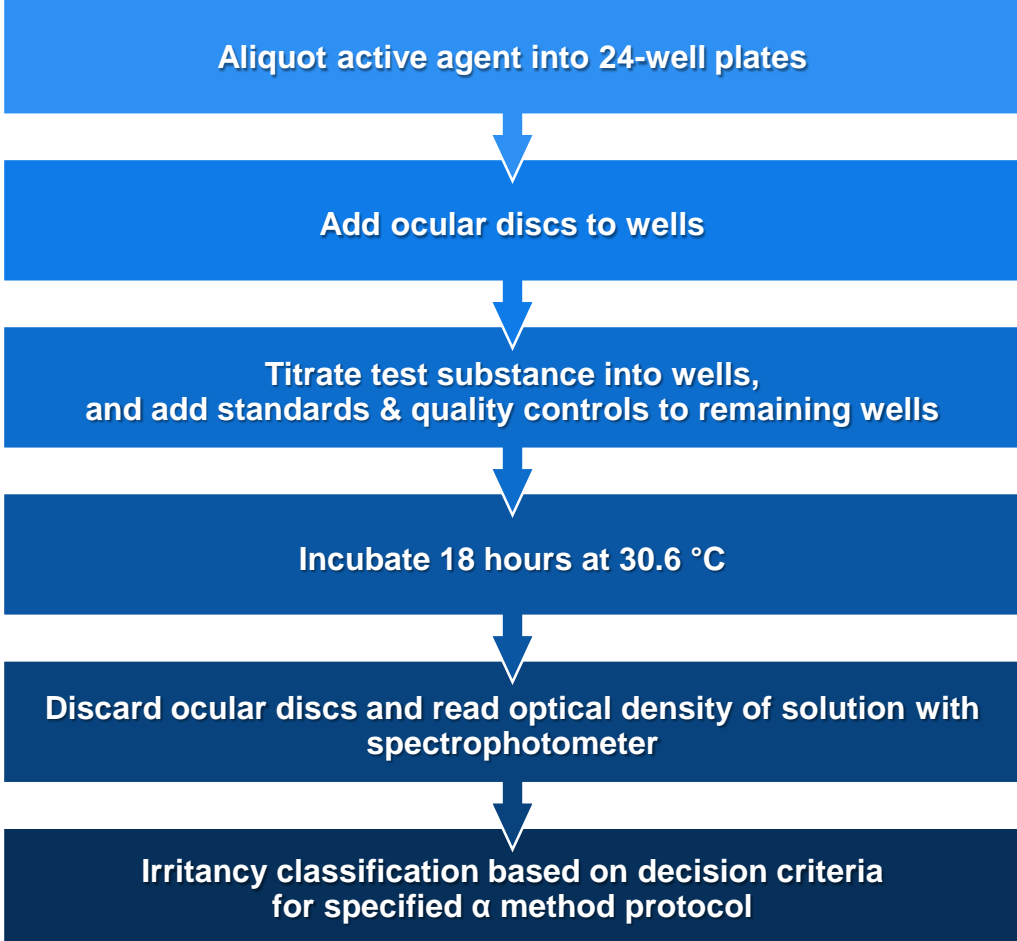 Aliquot active agent into 24-well plates
Add ocular discs to wells
Titrate test substance into wells,
and add standards & quality controls to remaining wells
Incubate 18 hours at 30.6 °C
Discard ocular discs and read optical density of solution with
spectrophotometer
Irritancy classification based on decision criteria
for specified α method protocol